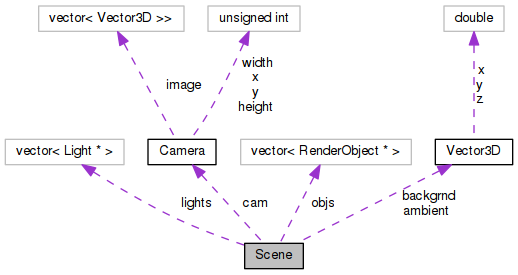 vector< Vector3D >>
unsigned int
double
image
width
x
y
height
x
y
z
vector< Light * >
Camera
vector< RenderObject * >
Vector3D
lights
cam
objs
backgrnd
ambient
Scene